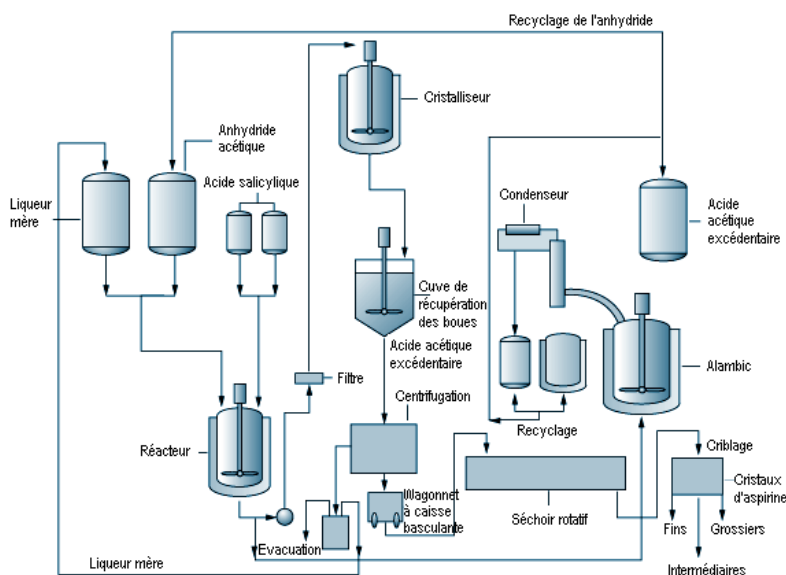 Recyclage de l'anhydride
Cristalliseur
Anhydride
acétique
Liqueur
mère
Acide salicylique
Condenseur
Acide
acétique
excédentaire
Cuve de
récupération
des boues
Acide acétique
excédentaire
Filtre
Alambic
Centrifugation
Recyclage
Criblage
Réacteur
Cristaux
d'aspirine
Wagonnet
à caisse
basculante
Séchoir rotatif
Fins
Grossiers
Evacuation
Liqueur mère
Intermédiaires